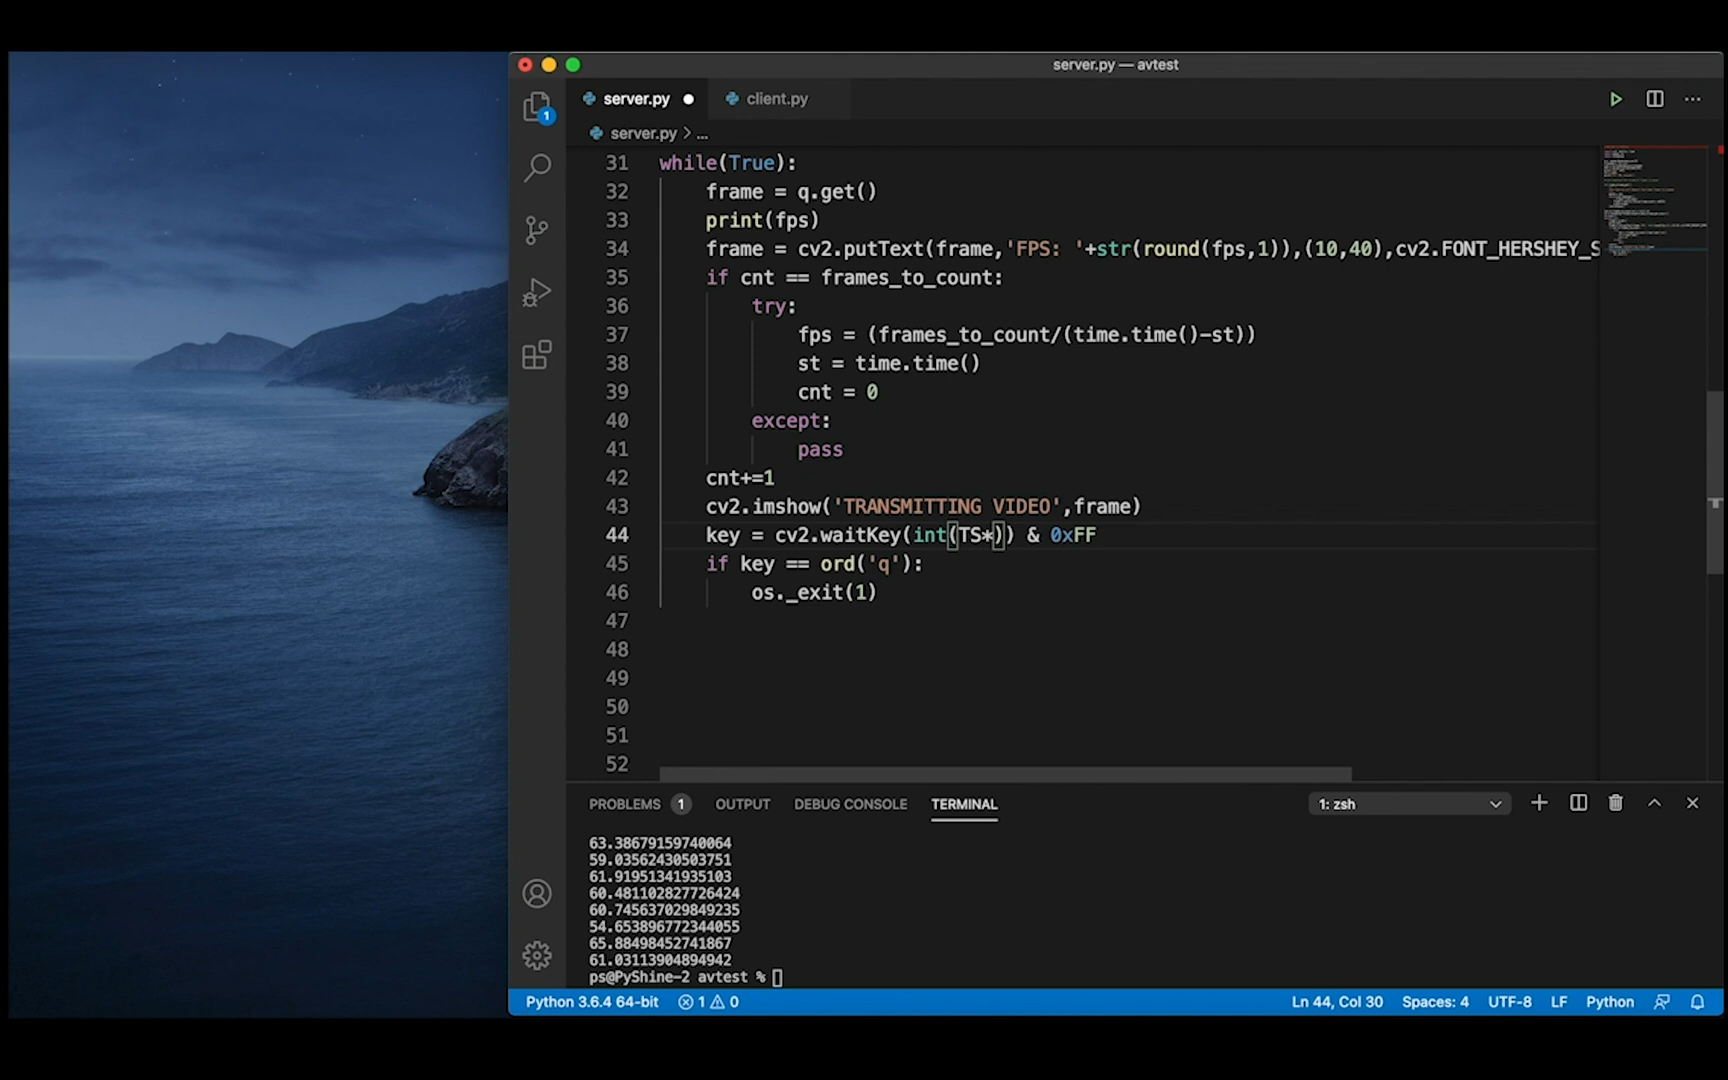 server.py — avtest
server.py
client.py
server.py > ...
1
31 while(True):
32 frame = q.get()
33 print(fps)
34 frame = cv2.putText(frame,'FPS: '+str(round(fps,1)),(10,40),cv2.FONT_HERSHEY_S
35 if cnt == frames_to_count:
36 try:
37 fps = (frames_to_count/(time.time()-st))
38 st = time.time()
39 cnt = 0
40 except:
41 pass
42 cnt+=1
43 cv2.imshow('TRANSMITTING VIDEO',frame)
44 key = cv2.waitKey(int(TS*)) & 0xFF
45 if key == ord('q'):
46 os._exit(1)
47
48
49
50
51
52
PROBLEMS 1 OUTPUT DEBUG CONSOLE TERMINAL 1: zsh
63.38679159740064
59.03562430503751
61.91951341935103
60.481102827726424
60.745637029849235
54.653896772344055
65.88498452741867
61.03113904894942
ps@PyShine-2 avtest %
Python 3.6.4 64-bit 1 0 Ln 44, Col 30 Spaces: 4 UTF-8 LF Python